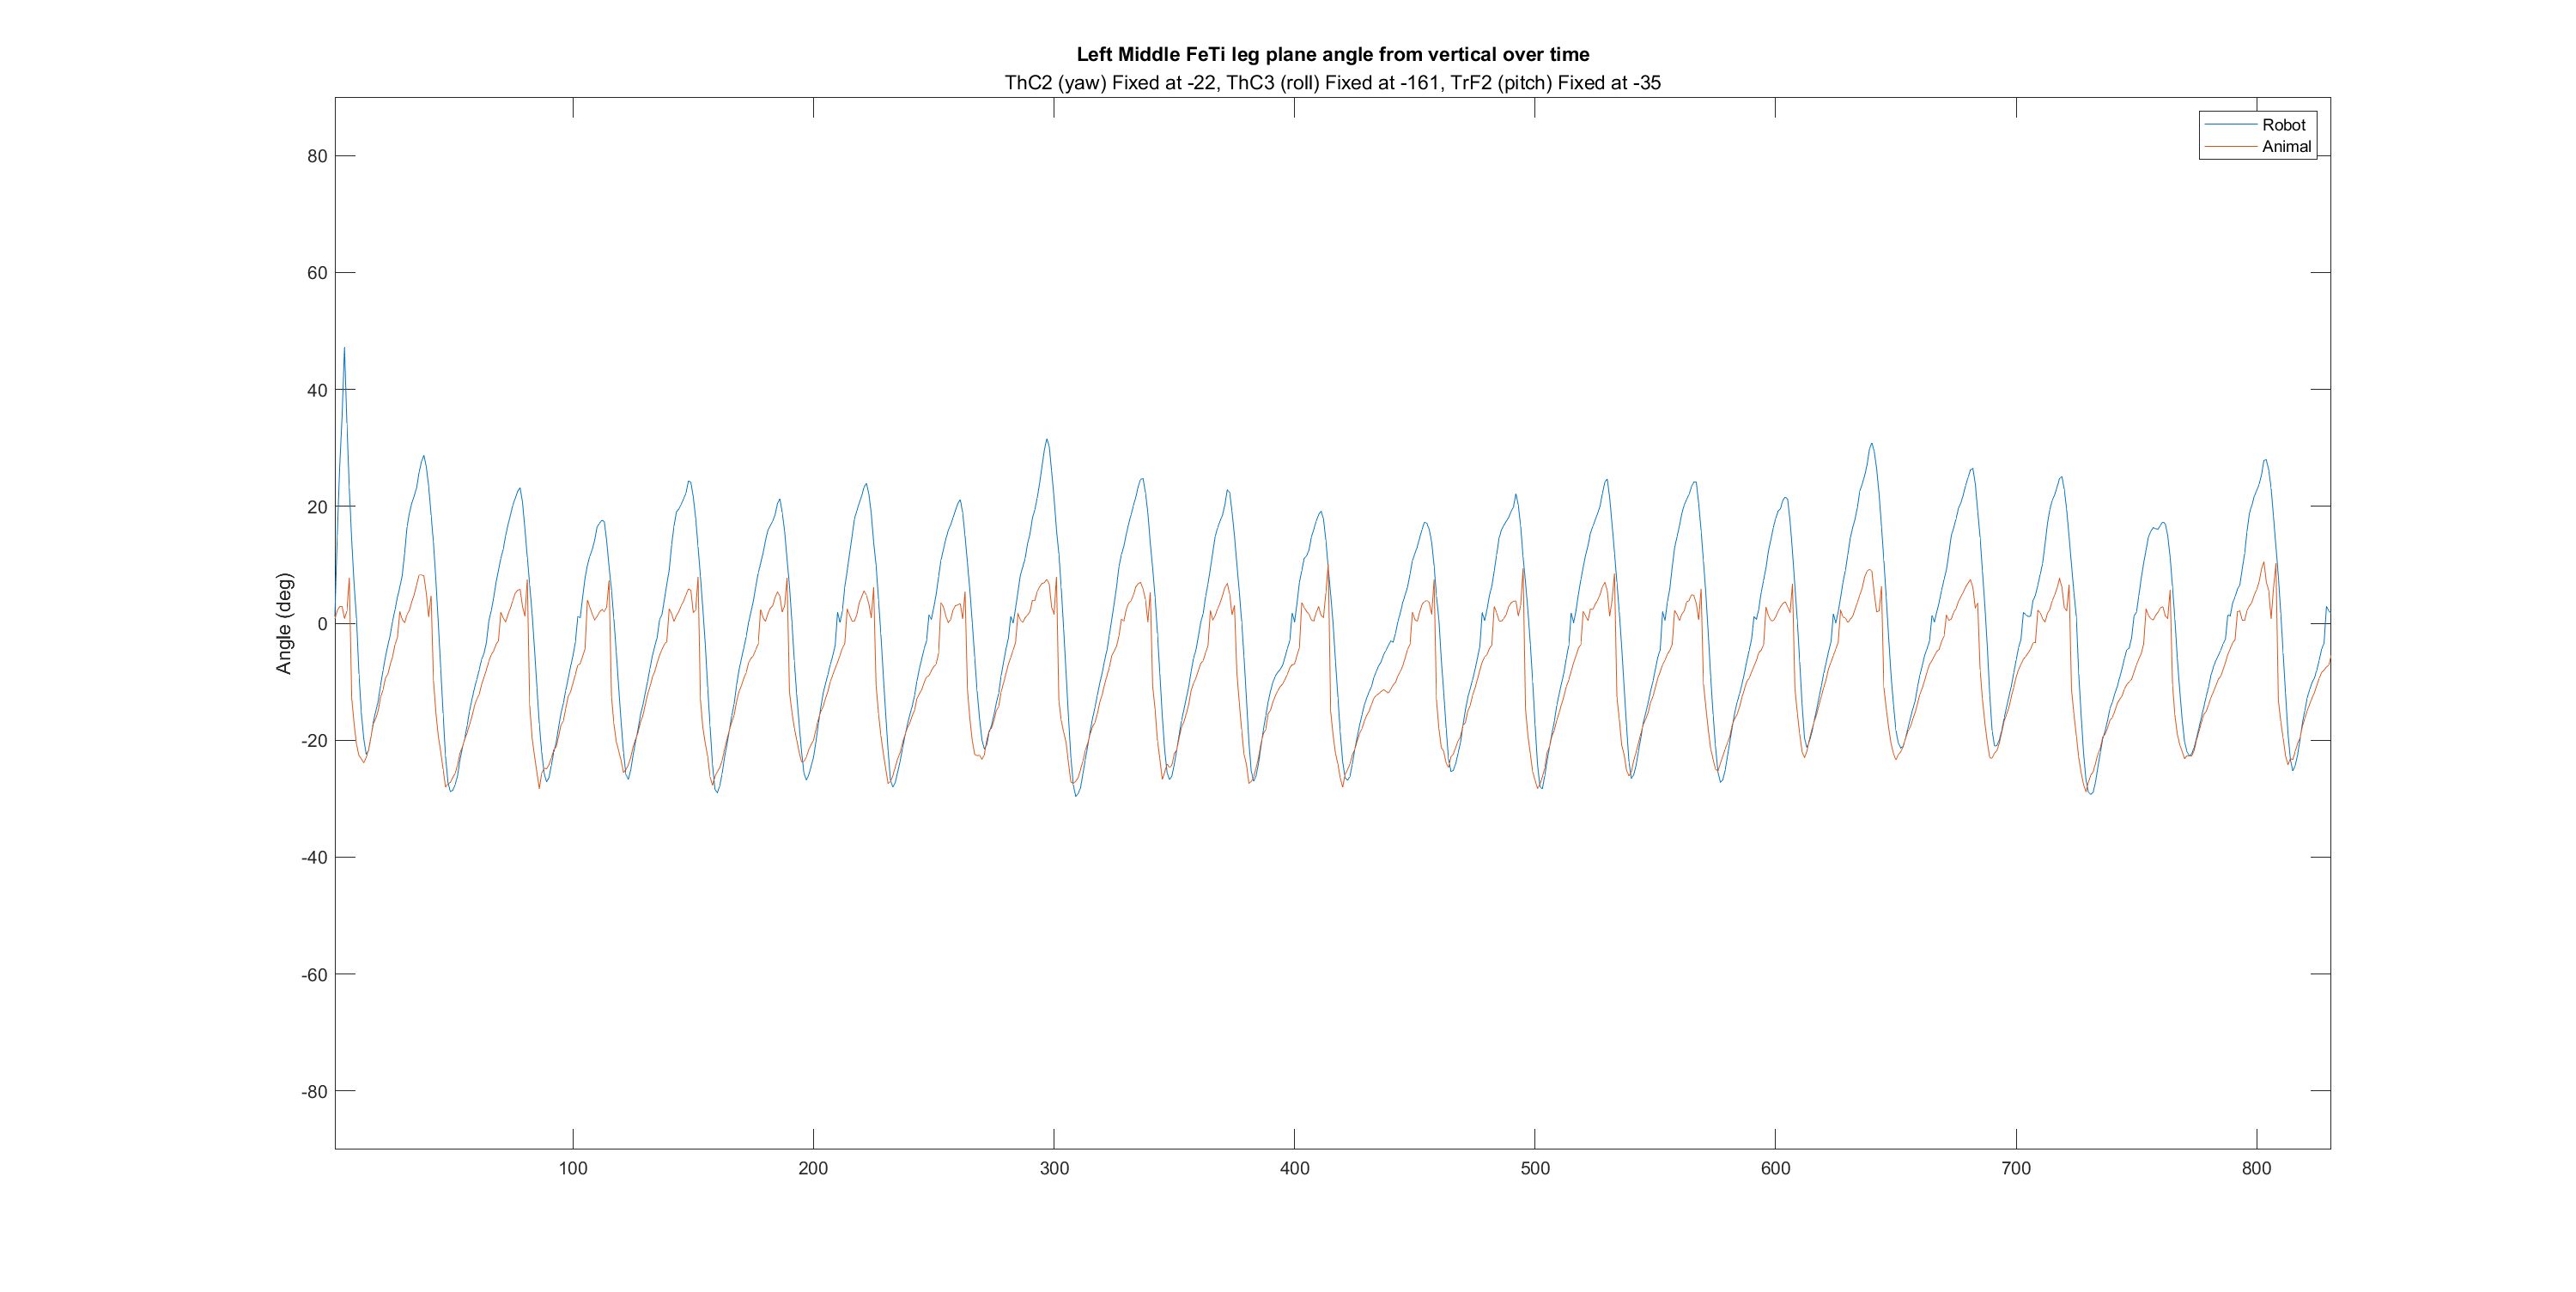 Left Middle FeTi leg plane angle from vertical over time
ThC2 (yaw) Fixed at -22, ThC3 (roll) Fixed at -161, TrF2 (pitch) Fixed at -35
Robot
Animal
80
60
40
20
0
-20
-40
-60
-80
Angle (deg)
100 200 300 400 500 600 700 800